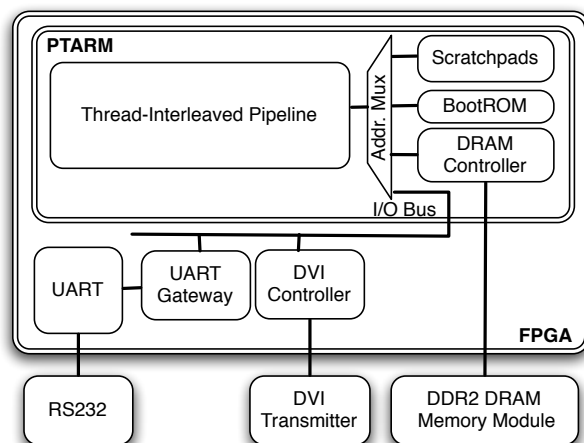 PTARM
Thread-Interleaved Pipeline
Addr. Mux
Scratchpads
BootROM
DRAM
Controller
I/O Bus
UART
UART
Gateway
DVI
Controller
FPGA
RS232
DVI
Transmitter
DDR2 DRAM
Memory Module